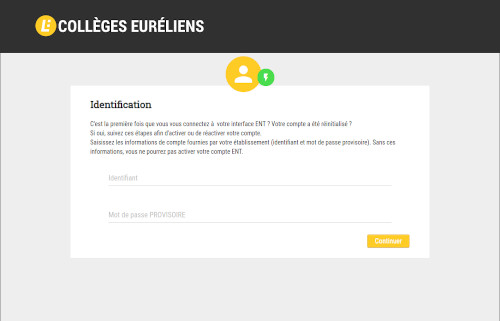 COLLÈGES EURÉLIENS
Identification
C'est la première fois que vous vous connectez à votre interface ENT ? Votre compte a été réinitialisé ?
Si oui, suivez ces étapes afin d'activer ou de réactiver votre compte.
Saisissez les informations de compte fournies par votre établissement (identifiant et mot de passe provisoire). Sans ces
informations, vous ne pourrez pas activer votre compte ENT.
Identifiant
Mot de passe PROVISOIRE
Continuer